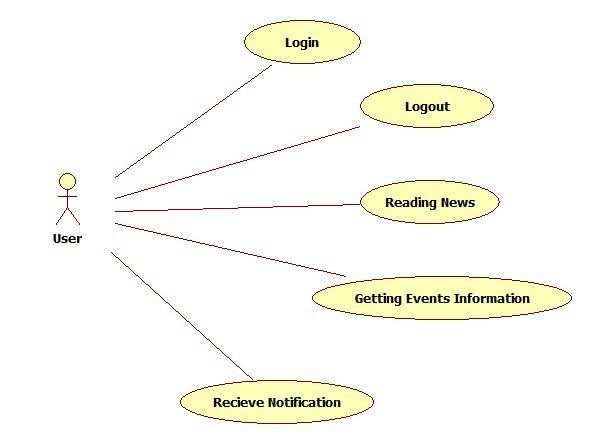 Login
Logout
Reading News
User
Getting Events Information
Recieve Notification